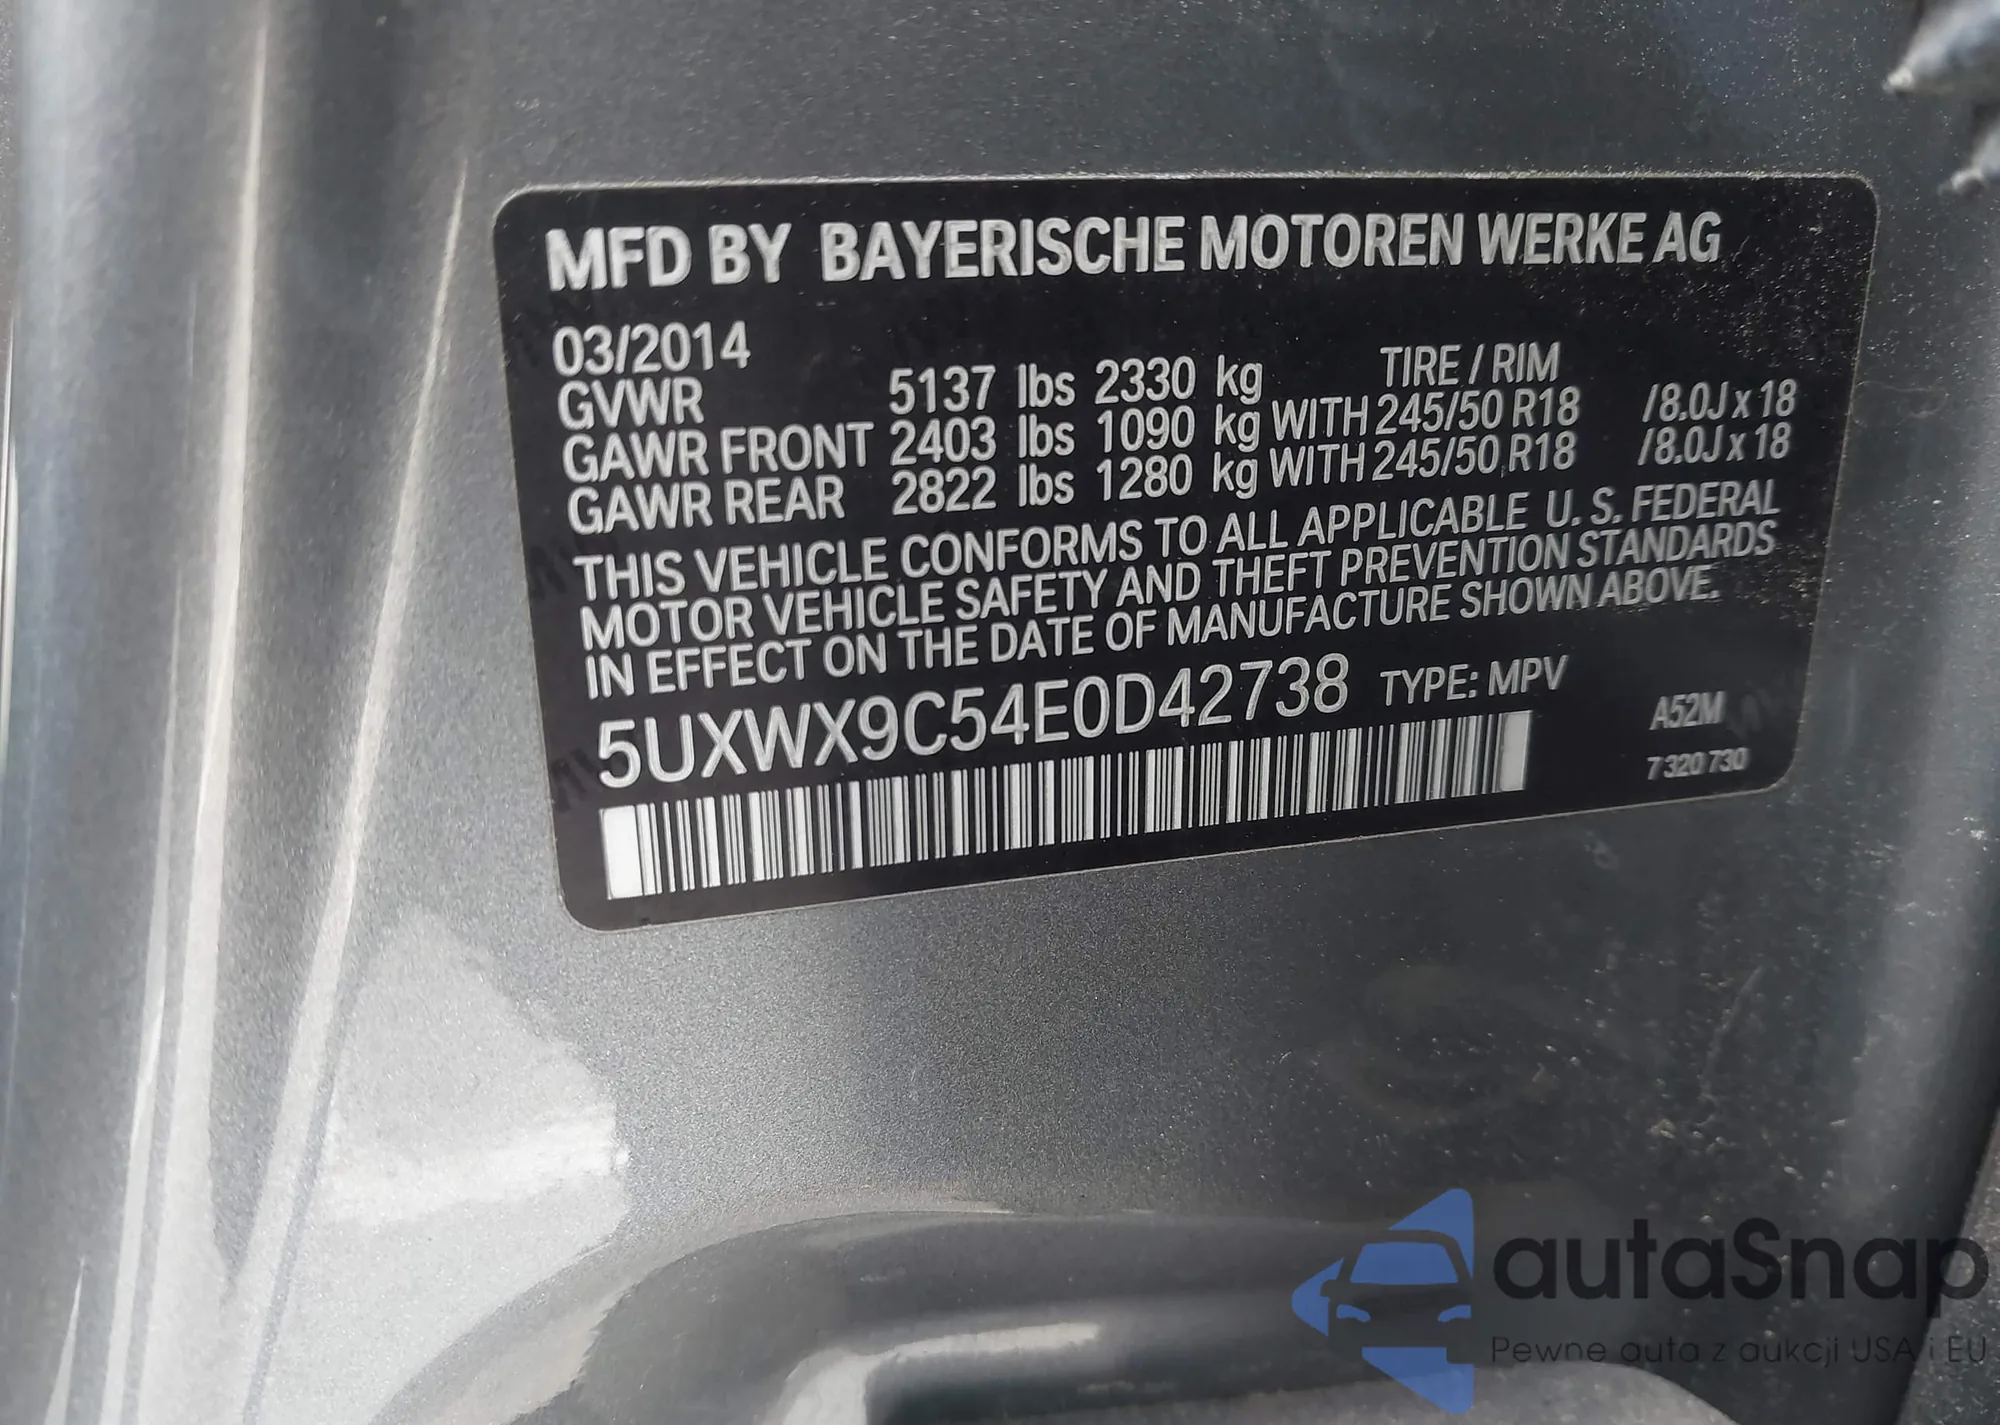 MFD BY BAYERISCHE MOTOREN WERKE AG
03/2014
TIRE / RIM
GVWR 5137 lbs 2330 kg
GAWR FRONT 2403 lbs 1090 kg WITH 245/50 R18 /8.0J x 18
GAWR REAR 2822 lbs 1280 kg WITH 245/50 R18 /8.0J x 18
THIS VEHICLE CONFORMS TO ALL APPLICABLE U. S. FEDERAL
MOTOR VEHICLE SAFETY AND THEFT PREVENTION STANDARDS
IN EFFECT ON THE DATE OF MANUFACTURE SHOWN ABOVE.
5UXWX9C54E0D42738 TYPE: MPV
A52M
7 320 730
autaSnap
Pewne auta z aukcji USA i EU